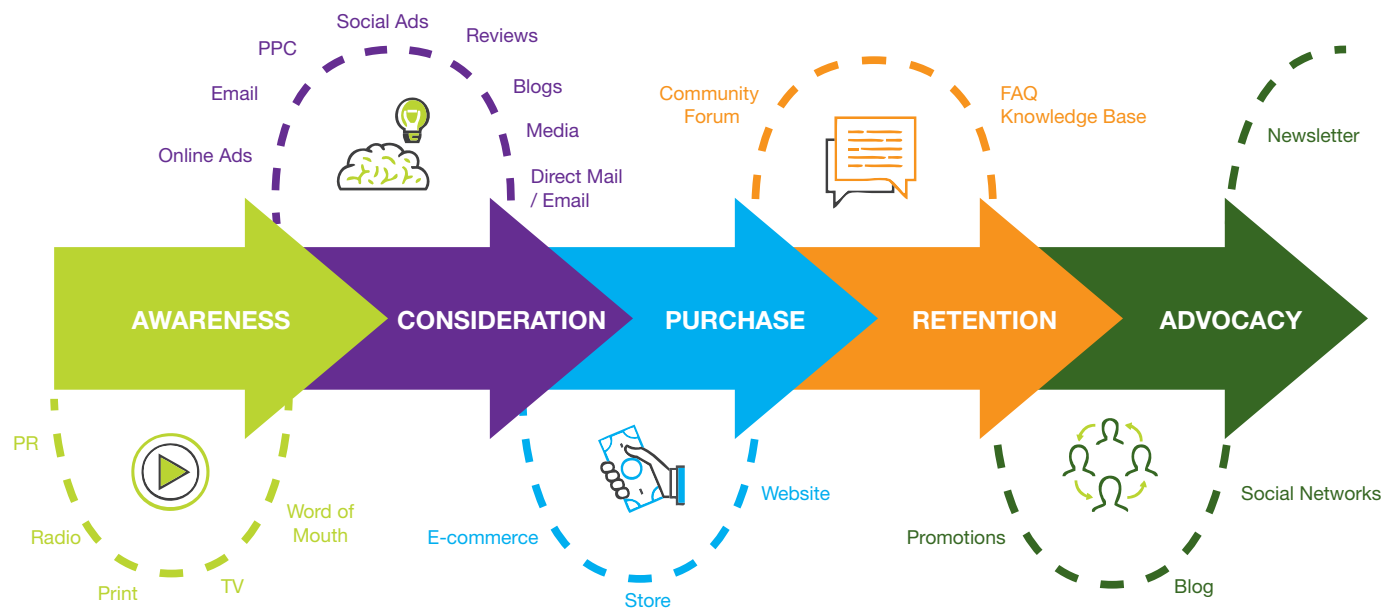 Social Ads
Reviews
PPC
Email
Blogs
Media
Online Ads
Direct Mail
/ Email
Community
Forum
FAQ
Knowledge Base
Newsletter
AWARENESS
CONSIDERATION
PURCHASE
RETENTION
ADVOCACY
PR
Radio
Print
TV
Word of
Mouth
E-commerce
Store
Website
Promotions
Blog
Social Networks